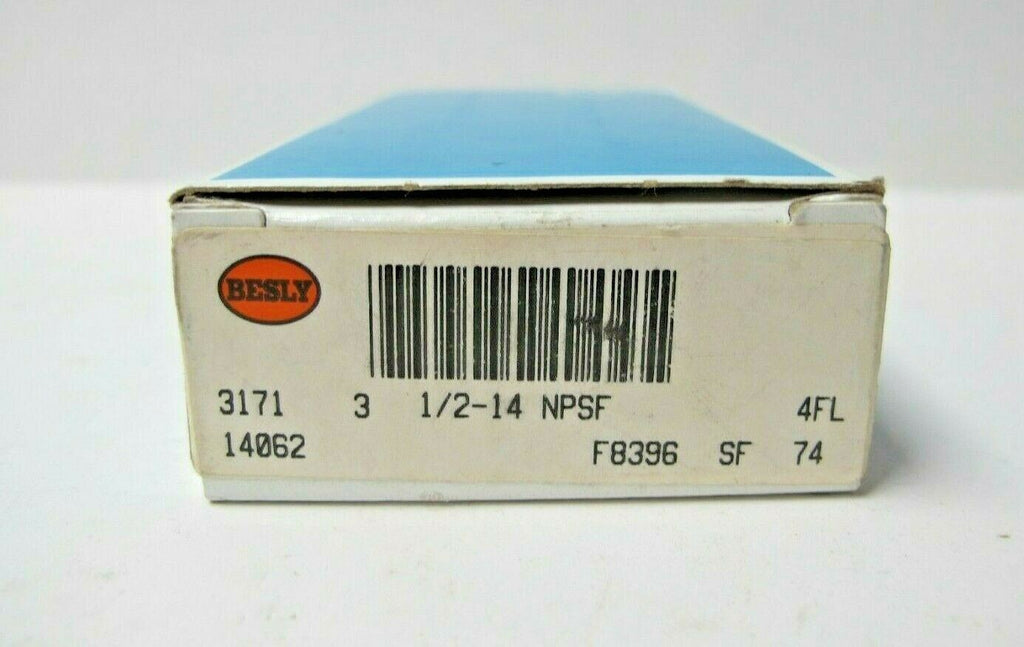 BESLY
3171 3 1/2-14 NPSF 4FL
14062 F8396 SF 74